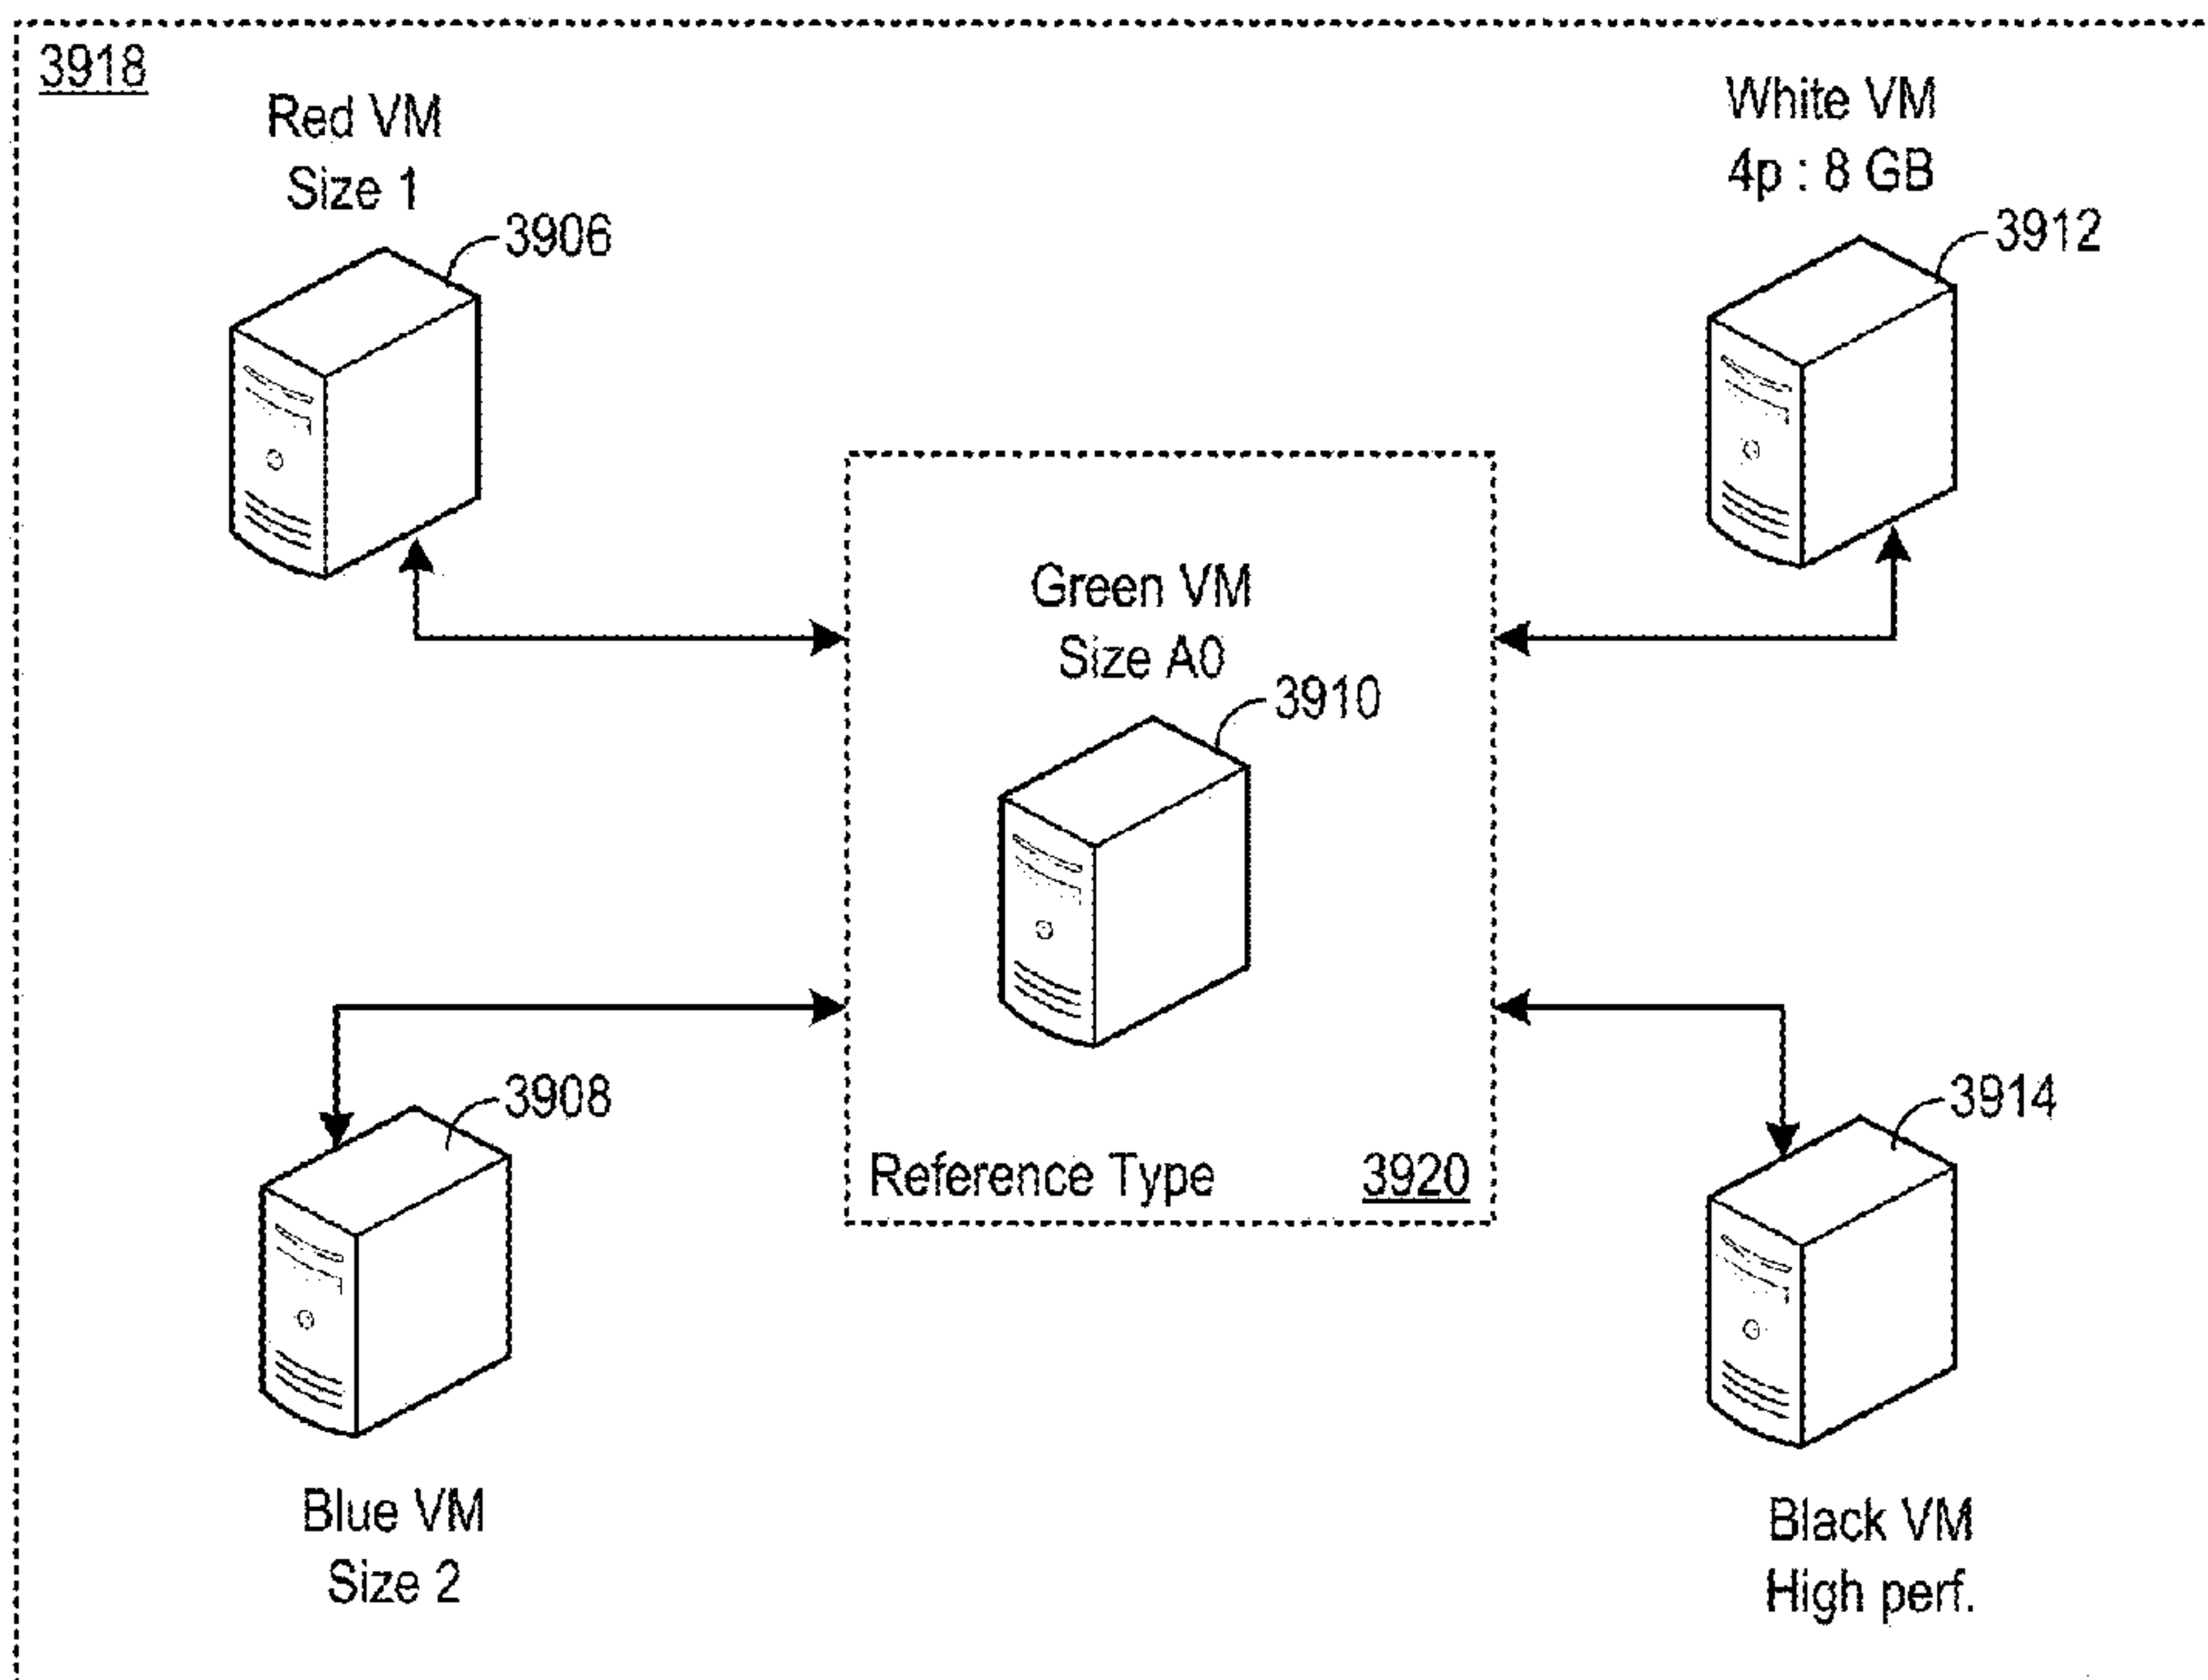 3918
Red VM
Size 1
3906
White VM
4p : 8 GB
3912
Green VM
Size A0
3910
Reference Type
3920
3908
Blue VM
Size 2
3914
Black VM
High perf.